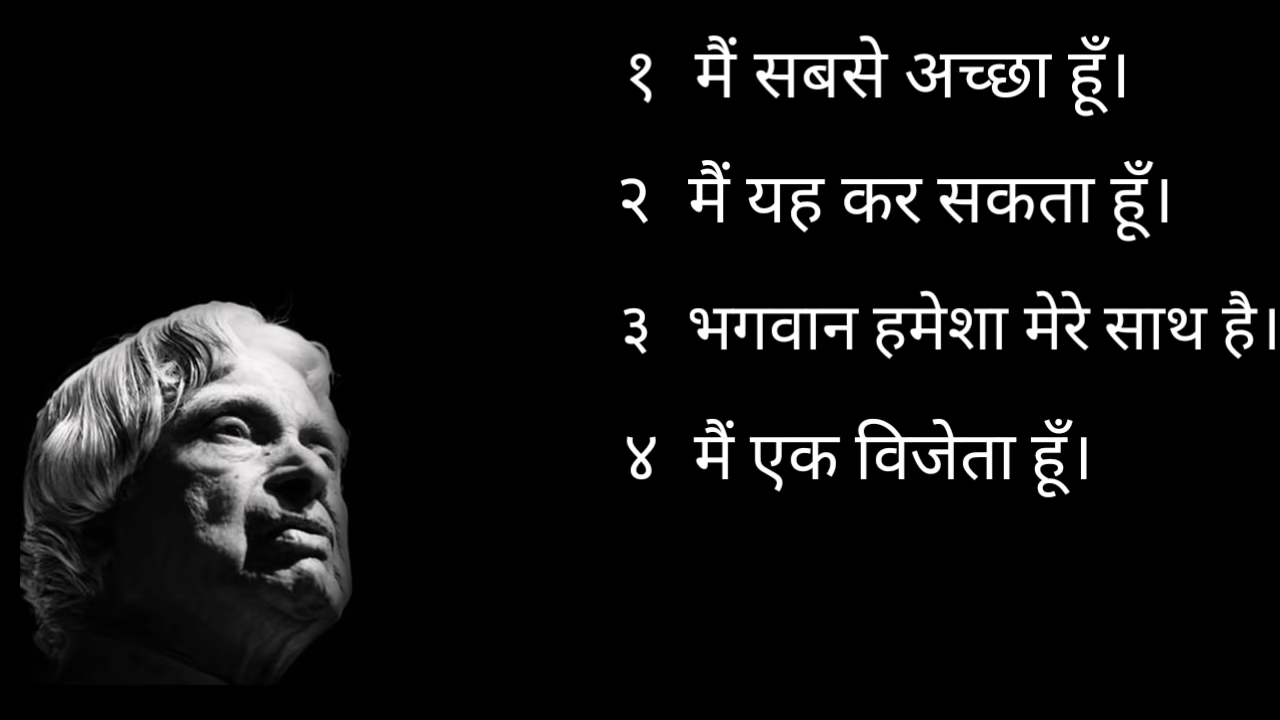 १ मैं सबसे अच्छा हूँ।
२ मैं यह कर सकता हूँ।
३ भगवान हमेशा मेरे साथ है।
४ मैं एक विजेता हूँ।